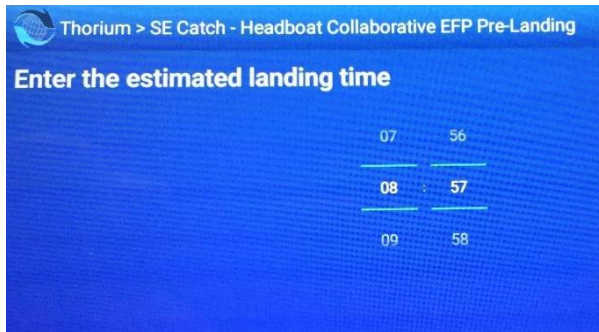 Thorium > SE Catch - Headboat Collaborative EFP Pre-Landing
Enter the estimated landing time
07 56
08 : 57
09 58